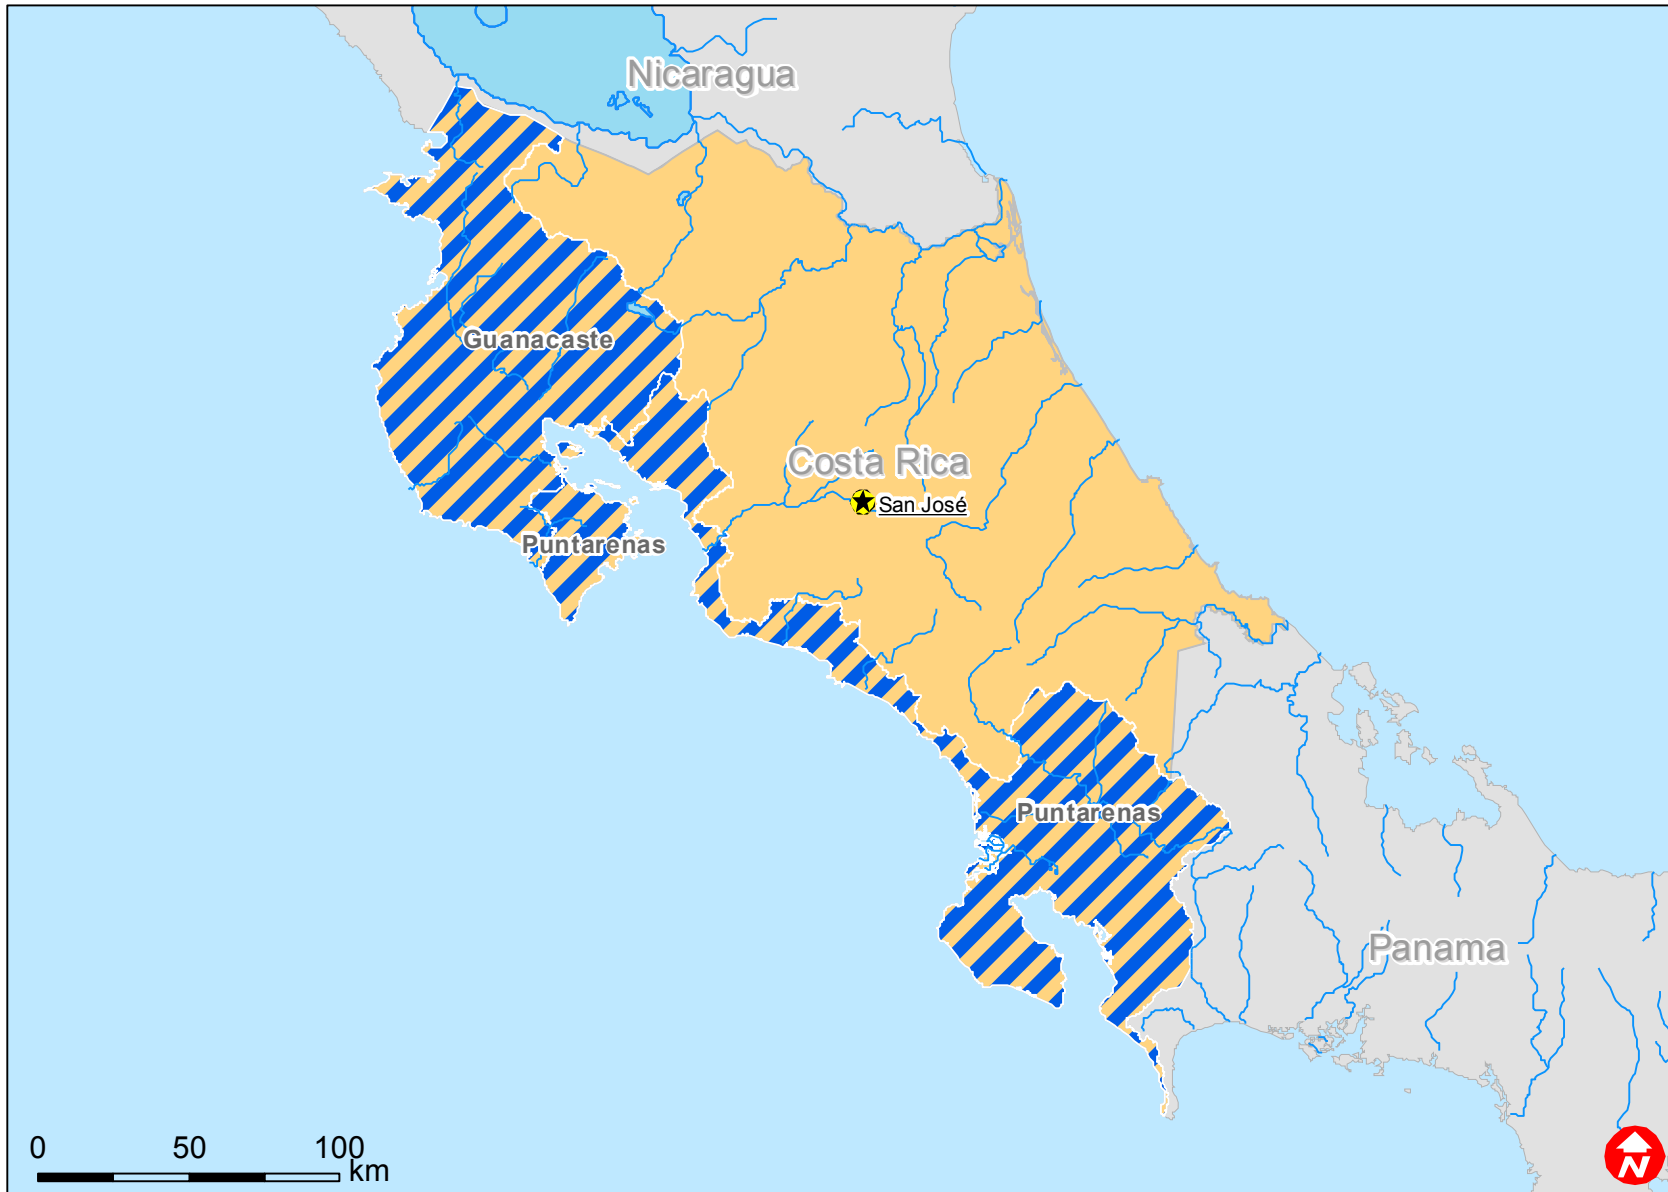 Nicaragua
Guanacaste
Costa Rica
San José
Puntarenas
Puntarenas
Panama
0 50 100
km
N